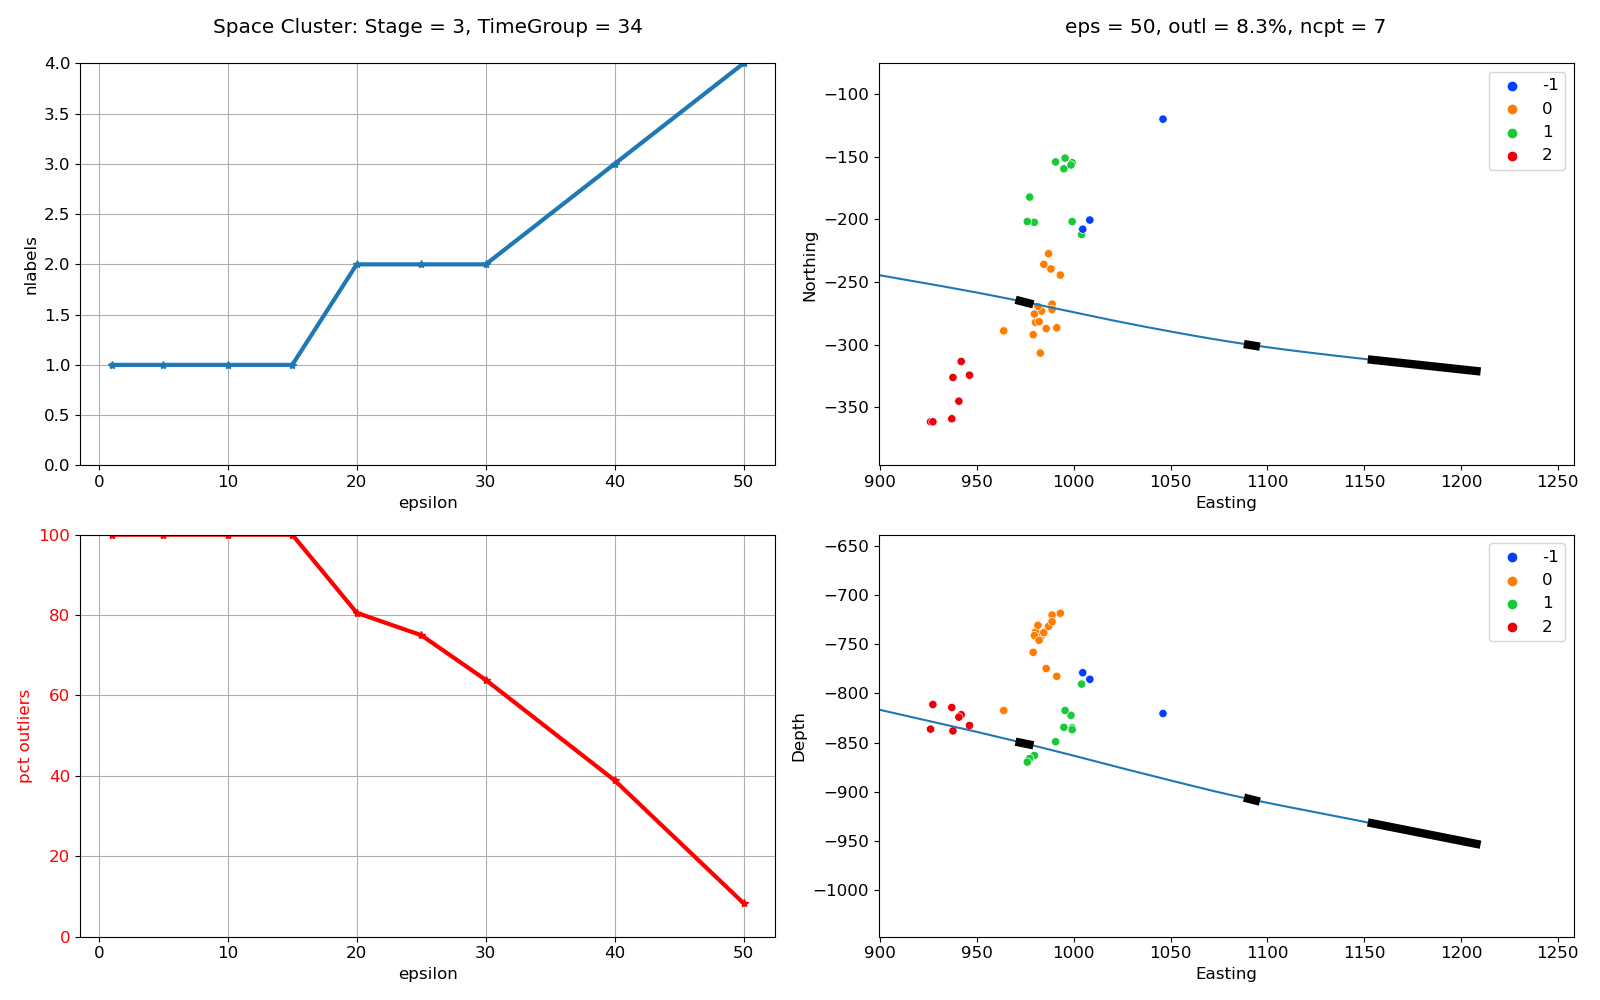 Space Cluster: Stage = 3, TimeGroup = 34
nlabels
4.0
3.5
3.0
2.5
2.0
1.5
1.0
0.5
0.0
0 10 20 30 40 50
epsilon
eps = 50, outl = 8.3%, ncpt = 7
Northing
−100
−150
−200
−250
−300
−350
-1
0
1
2
900 950 1000 1050 1100 1150 1200 1250
Easting
pct outliers
100
80
60
40
20
0
0 10 20 30 40 50
epsilon
Depth
−650
−700
−750
−800
−850
−900
−950
−1000
-1
0
1
2
900 950 1000 1050 1100 1150 1200 1250
Easting